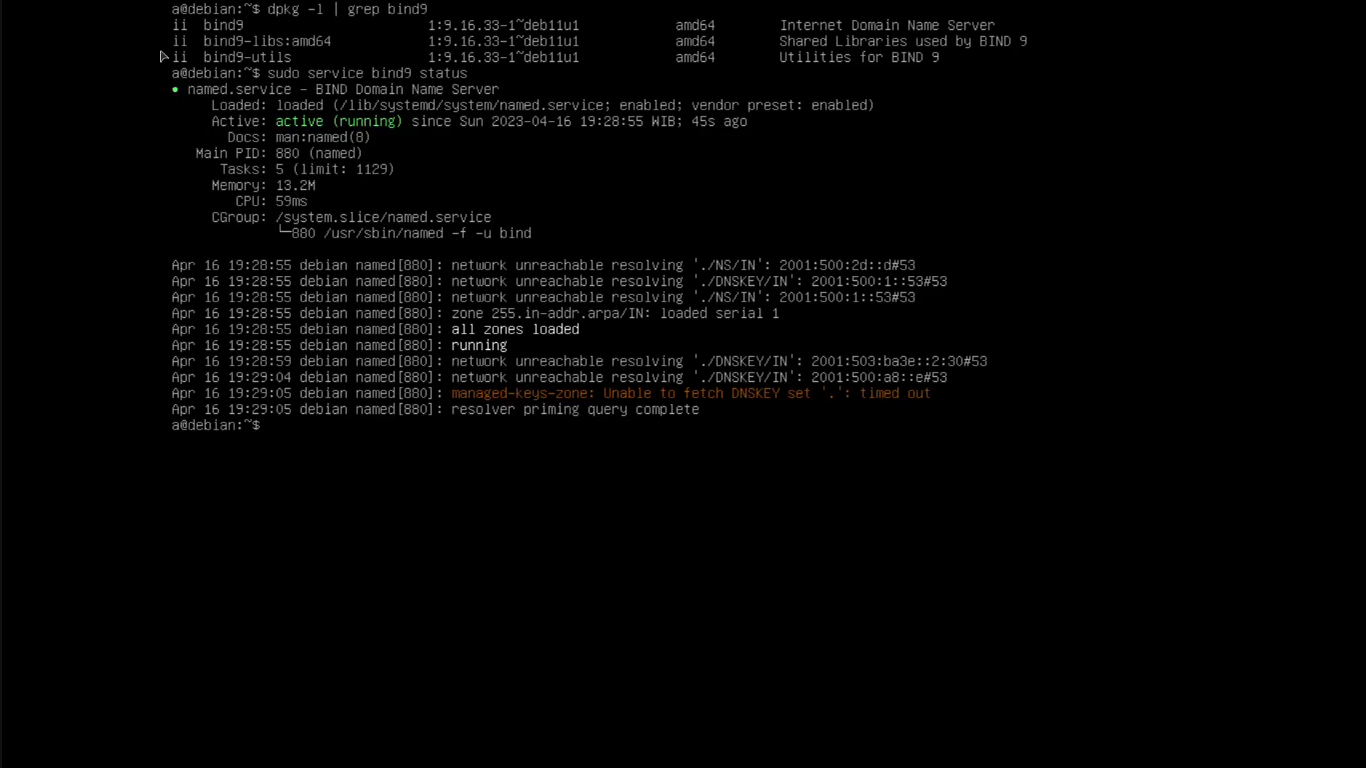 a@debian:~$ dpkg -l | grep bind9
ii  bind9                       1:9.16.33-1~deb11u1            amd64        Internet Domain Name Server
ii  bind9-libs:amd64            1:9.16.33-1~deb11u1            amd64        Shared Libraries used by BIND 9
ii  bind9-utils                 1:9.16.33-1~deb11u1            amd64        Utilities for BIND 9
a@debian:~$ sudo service bind9 status
● named.service - BIND Domain Name Server
     Loaded: loaded (/lib/systemd/system/named.service; enabled; vendor preset: enabled)
     Active: active (running) since Sun 2023-04-16 19:28:55 WIB; 45s ago
       Docs: man:named(8)
   Main PID: 880 (named)
      Tasks: 5 (limit: 1129)
     Memory: 13.2M
        CPU: 59ms
     CGroup: /system.slice/named.service
             └─880 /usr/sbin/named -f -u bind
Apr 16 19:28:55 debian named[880]: network unreachable resolving './NS/IN': 2001:500:2d::d#53
Apr 16 19:28:55 debian named[880]: network unreachable resolving './DNSKEY/IN': 2001:500:1::53#53
Apr 16 19:28:55 debian named[880]: network unreachable resolving './NS/IN': 2001:500:1::53#53
Apr 16 19:28:55 debian named[880]: zone 255.in-addr.arpa/IN: loaded serial 1
Apr 16 19:28:55 debian named[880]: all zones loaded
Apr 16 19:28:55 debian named[880]: running
Apr 16 19:28:59 debian named[880]: network unreachable resolving './DNSKEY/IN': 2001:503:ba3e::2:30#53
Apr 16 19:29:04 debian named[880]: network unreachable resolving './DNSKEY/IN': 2001:500:a8::e#53
Apr 16 19:29:05 debian named[880]: managed-keys-zone: Unable to fetch DNSKEY set '.': timed out
Apr 16 19:29:05 debian named[880]: resolver priming query complete
a@debian:~$